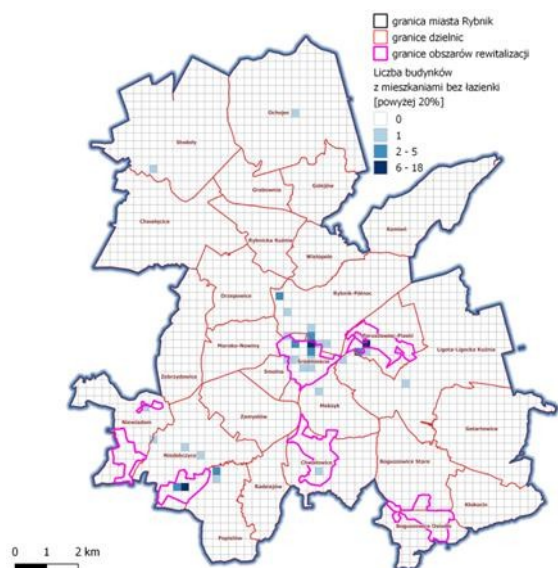 granica miasta Rybnik
granice dzielnic
granice obszarów rewitalizacji
Liczba budynków
z mieszkaniami bez łazienki
[powyżej 20%]
0
1
2 - 5
6 - 18
Ochojec
Stodoły
Grabownia
Golejów
Chwałęcice
Rybnicka Kuźnia
Wielopole
Kamień
Orzepowice
Rybnik-Północ
Maroko-Nowiny
Paruszowiec-Piaski
Ligota-Ligocka Kuźnia
Zebrzydowice
Smolna
Śródmieście
Meksyk
Niewiadom
Zamysłów
Gotartowice
Niedobczyce
Chwałowice
Boguszowice Stare
Radziejów
Kłokocin
Popielów
Boguszowice Osiedle
0 1 2 km